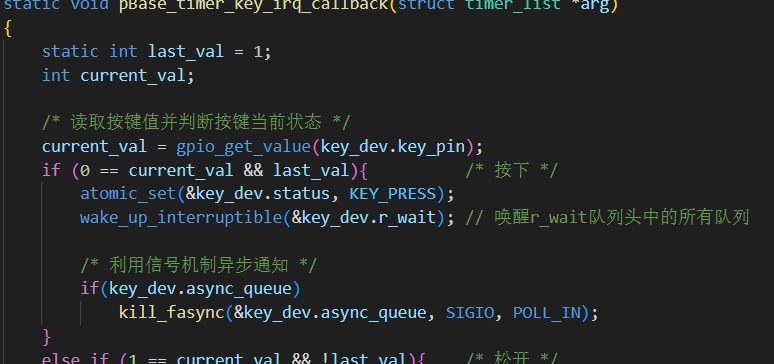 static void pBase_timer_key_irq_callback(struct timer_list *arg)
{
    static int last_val = 1;
    int current_val;

    /* 读取按键值并判断按键当前状态 */
    current_val = gpio_get_value(key_dev.key_pin);
    if (0 == current_val && last_val){          /* 按下 */
        atomic_set(&key_dev.status, KEY_PRESS);
        wake_up_interruptible(&key_dev.r_wait); // 唤醒r_wait队列头中的所有队列

        /* 利用信号机制异步通知 */
        if(key_dev.async_queue)
            kill_fasync(&key_dev.async_queue, SIGIO, POLL_IN);
    }
    else if (1 == current_val && !last_val){    /* 松开 */